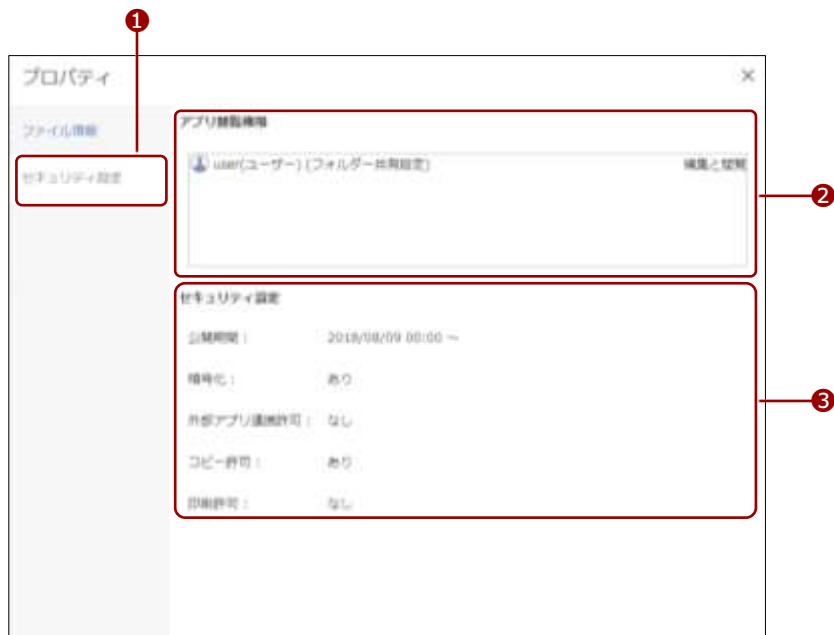 1
プロパティ
ファイル情報
セキュリティ設定
アプリ閲覧権限
user(ユーザー) (フォルダー共有設定) 編集と閲覧
2
セキュリティ設定
公開期間： 2018/08/09 00:00 ～
暗号化： あり
3
外部アプリ連携許可： なし
コピー許可： あり
印刷許可： なし